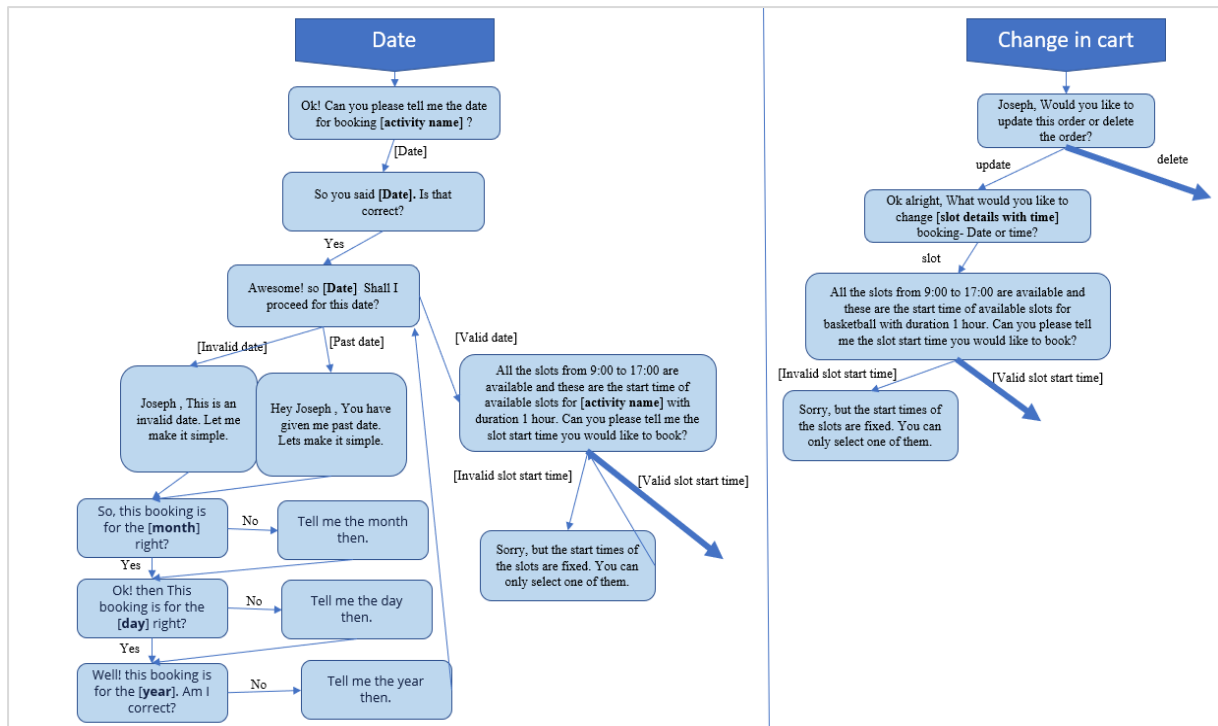 Date
Ok! Can you please tell me the date
for booking [activity name] ?
[Date]
So you said [Date]. Is that
correct?
Yes
Awesome! so [Date]  Shall I
proceed for this date?
[Invalid date]
[Past date]
[Valid date]
Joseph , This is an
invalid date. Let me
make it simple.
Hey Joseph , You have
given me past date.
Lets make it simple.
All the slots from 9:00 to 17:00 are
available and these are the start time of
available slots for [activity name] with
duration 1 hour. Can you please tell me the
slot start time you would like to book?
[Invalid slot start time]
[Valid slot start time]
Sorry, but the start times of
the slots are fixed. You can
only select one of them.
So, this booking is
for the [month]
right?
No
Tell me the month
then.
Yes
Ok! then This
booking is for the
[day] right?
No
Tell me the day
then.
Yes
Well! this booking is
for the [year]. Am I
correct?
No
Tell me the year
then.
Change in cart
Joseph, Would you like to
update this order or delete
the order?
update
delete
Ok alright, What would you like to
change [slot details with time]
booking- Date or time?
slot
All the slots from 9:00 to 17:00 are available and
these are the start time of available slots for
basketball with duration 1 hour. Can you please tell
me the slot start time you would like to book?
[Invalid slot start time]
[Valid slot start time]
Sorry, but the start times of
the slots are fixed. You can
only select one of them.